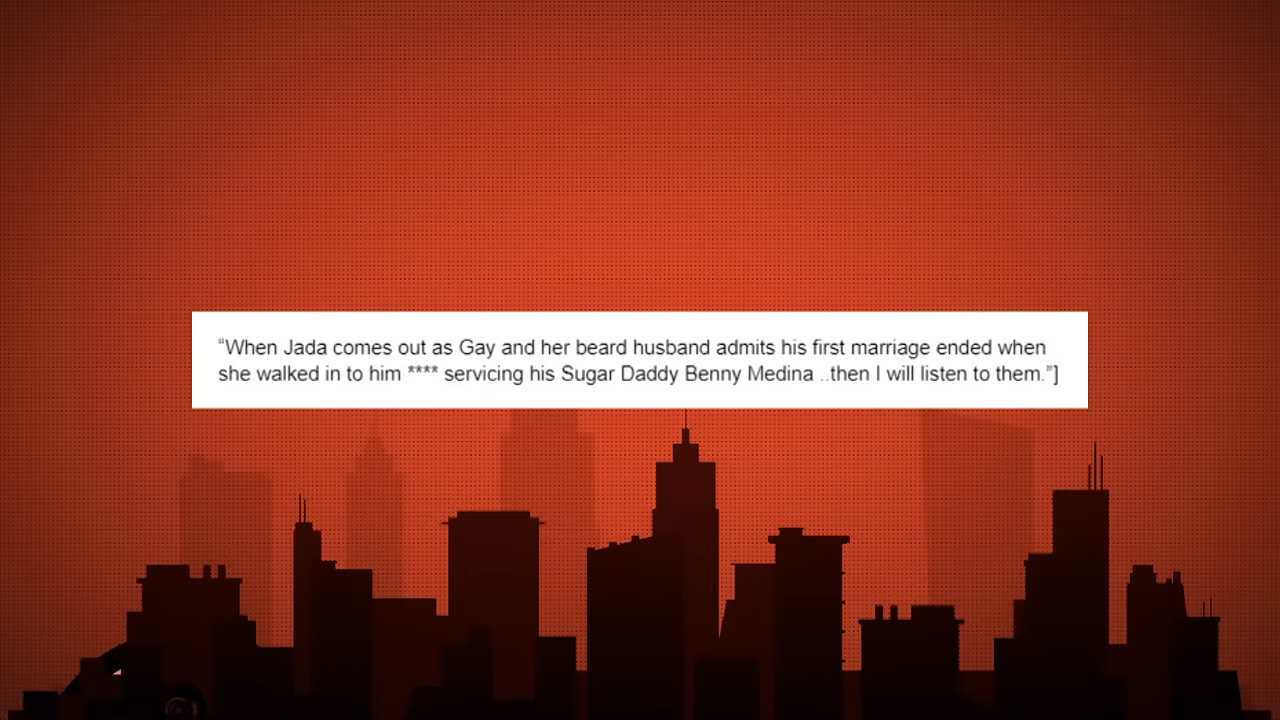 “When Jada comes out as Gay and her beard husband admits his first marriage ended when
she walked in to him **** servicing his Sugar Daddy Benny Medina ..then I will listen to them.”]